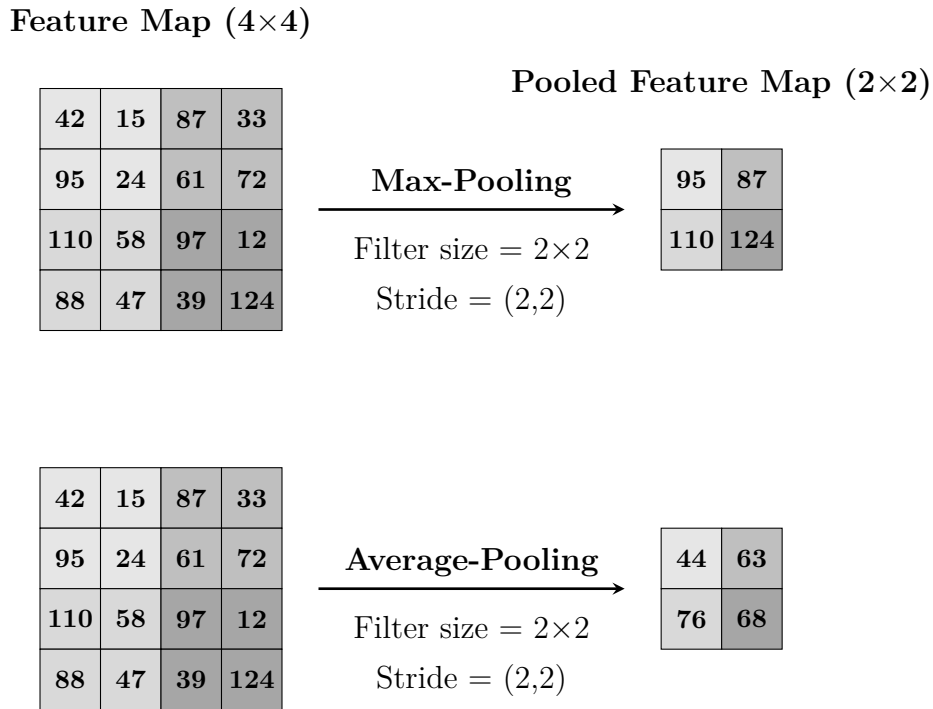 Feature Map (4×4)
Pooled Feature Map (2×2)
42 15 87 33
95 24 61 72
110 58 97 12
88 47 39 124
Max-Pooling
Filter size = 2×2
Stride = (2,2)
95 87
110 124
42 15 87 33
95 24 61 72
110 58 97 12
88 47 39 124
Average-Pooling
Filter size = 2×2
Stride = (2,2)
44 63
76 68